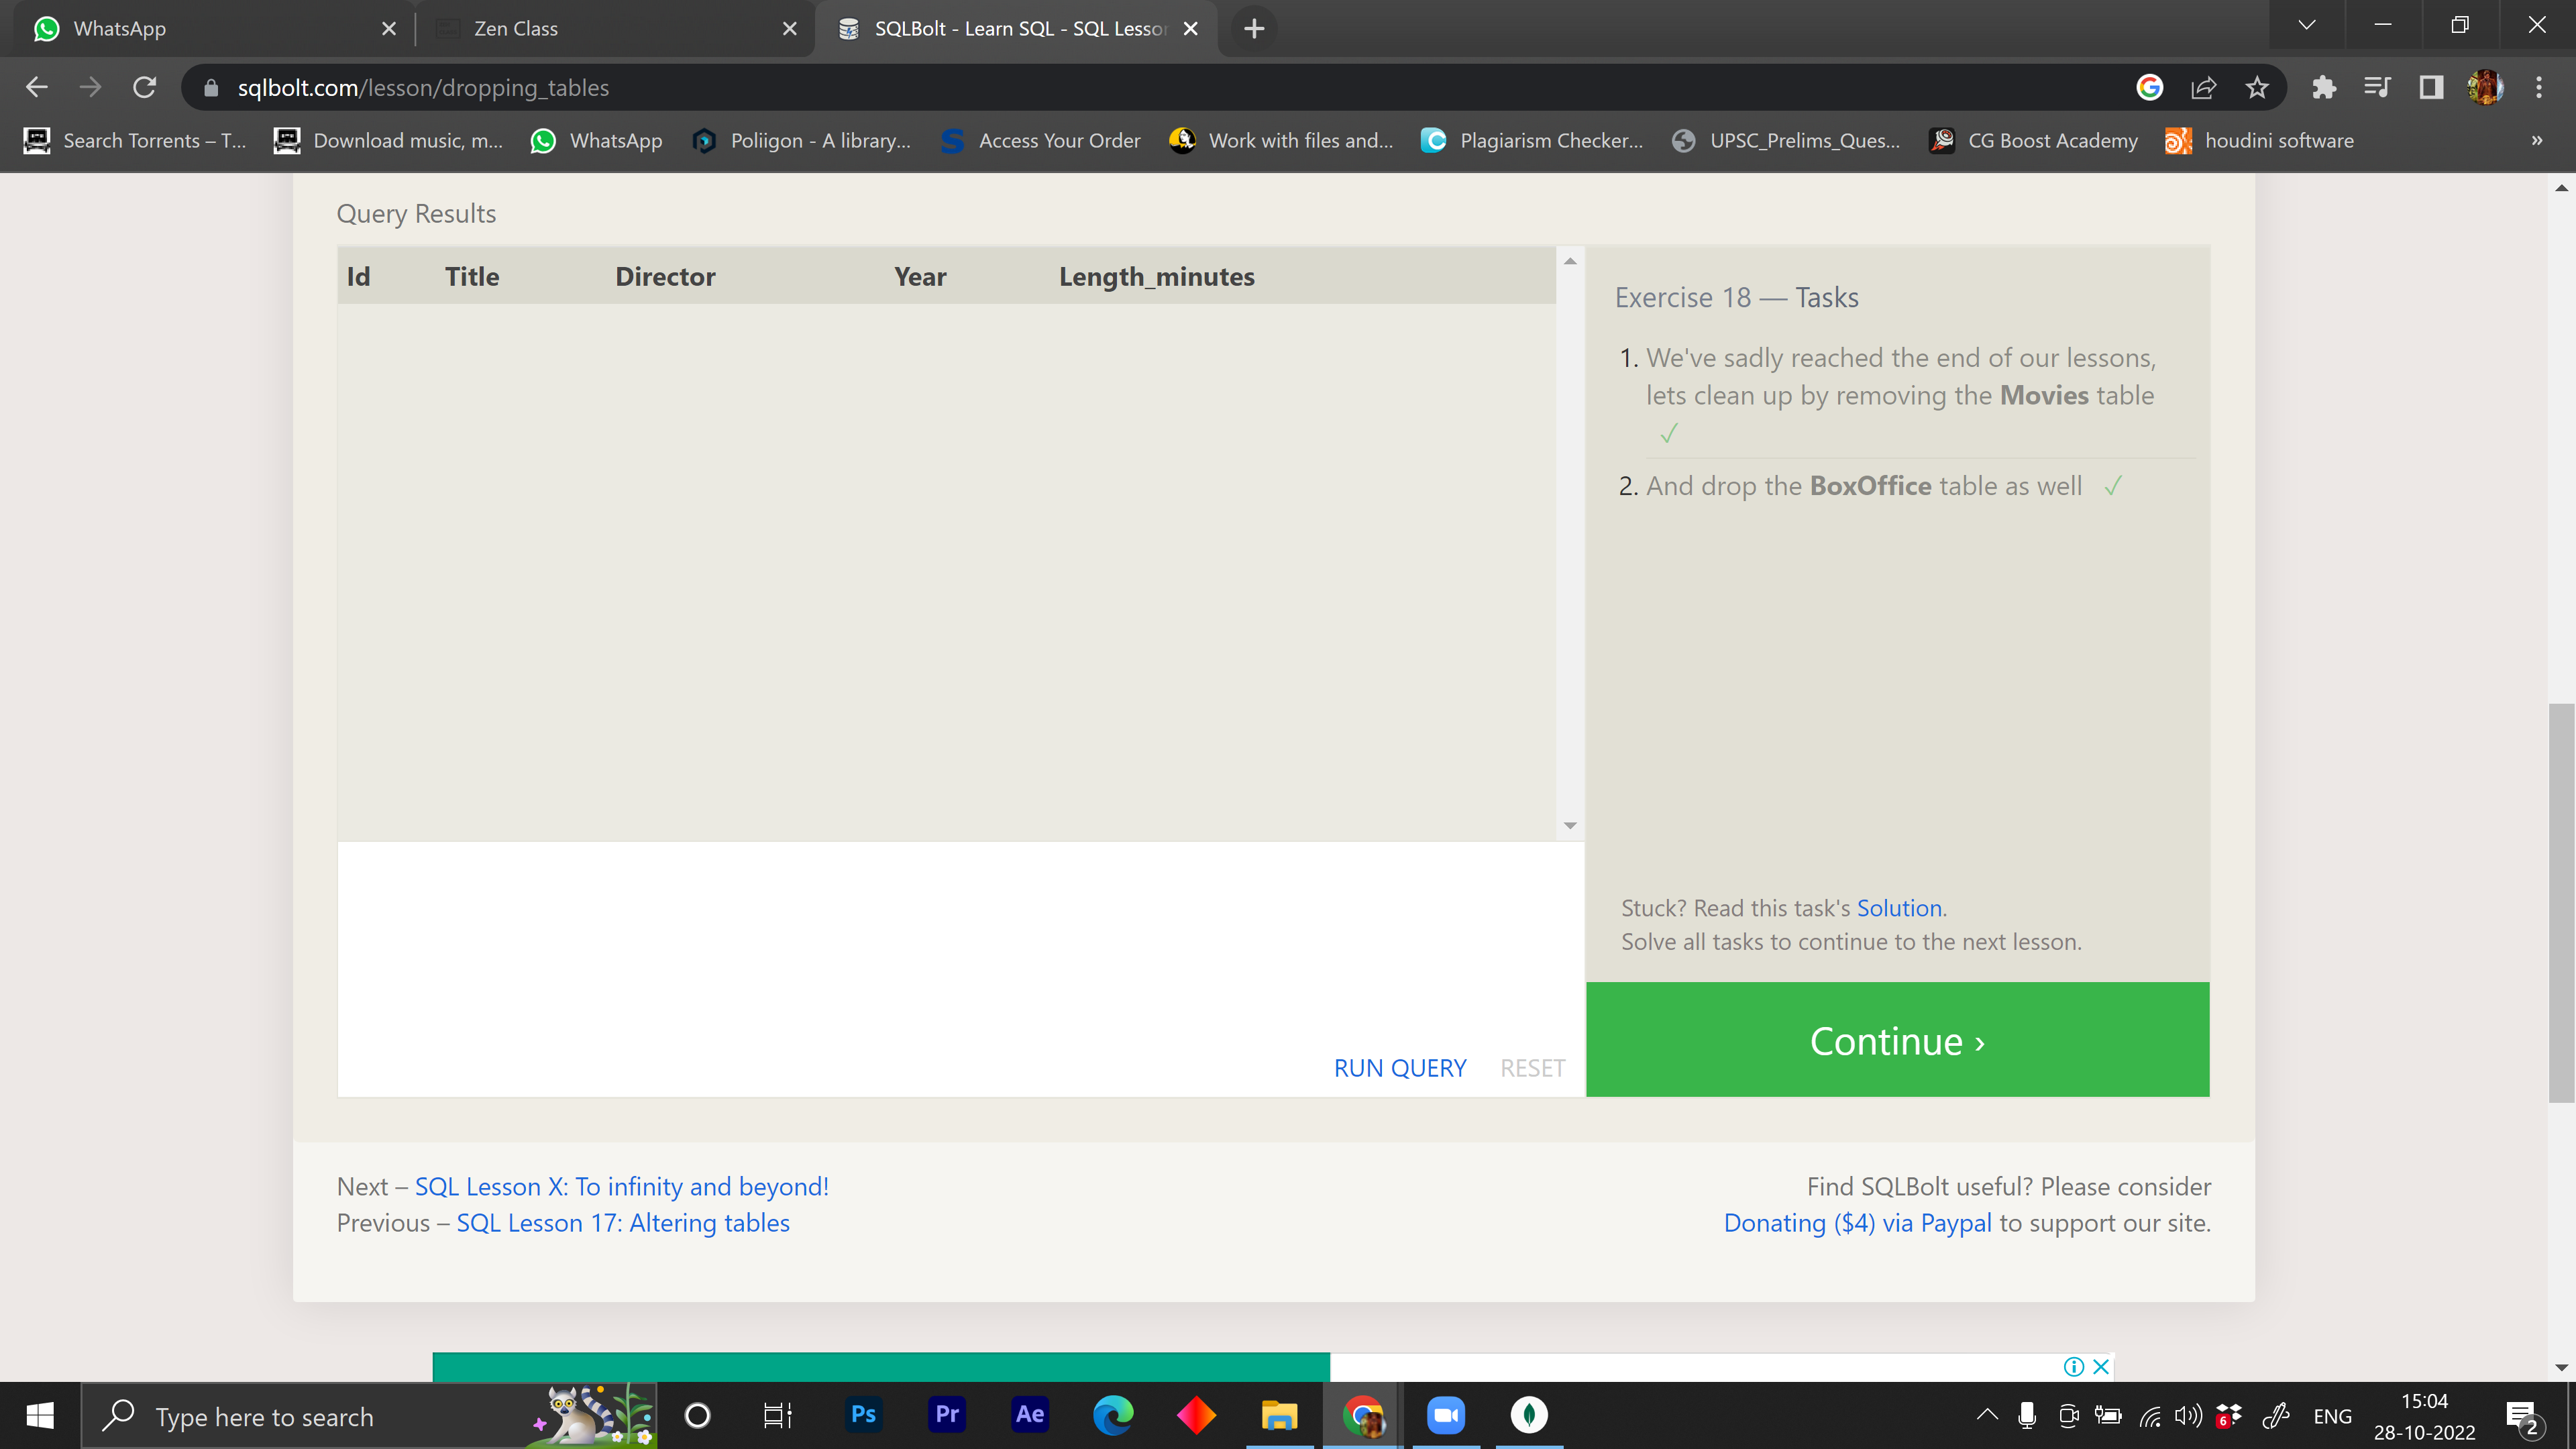 WhatsApp
Zen Class
SQLBolt - Learn SQL - SQL Lesso
sqlbolt.com/lesson/dropping_tables
Search Torrents – T...
Download music, m...
WhatsApp
Poliigon - A library...
Access Your Order
Work with files and...
Plagiarism Checker...
UPSC_Prelims_Ques...
CG Boost Academy
houdini software
»
Query Results
Id Title Director Year Length_minutes
Exercise 18 — Tasks
1. We've sadly reached the end of our lessons,
lets clean up by removing the Movies table
✓
2. And drop the BoxOffice table as well ✓
Stuck? Read this task's Solution.
Solve all tasks to continue to the next lesson.
RUN QUERY RESET
Continue ›
Next – SQL Lesson X: To infinity and beyond!
Previous – SQL Lesson 17: Altering tables
Find SQLBolt useful? Please consider
Donating ($4) via Paypal to support our site.
Type here to search
Ps
Pr
Ae
6
ENG
15:04
28-10-2022
2